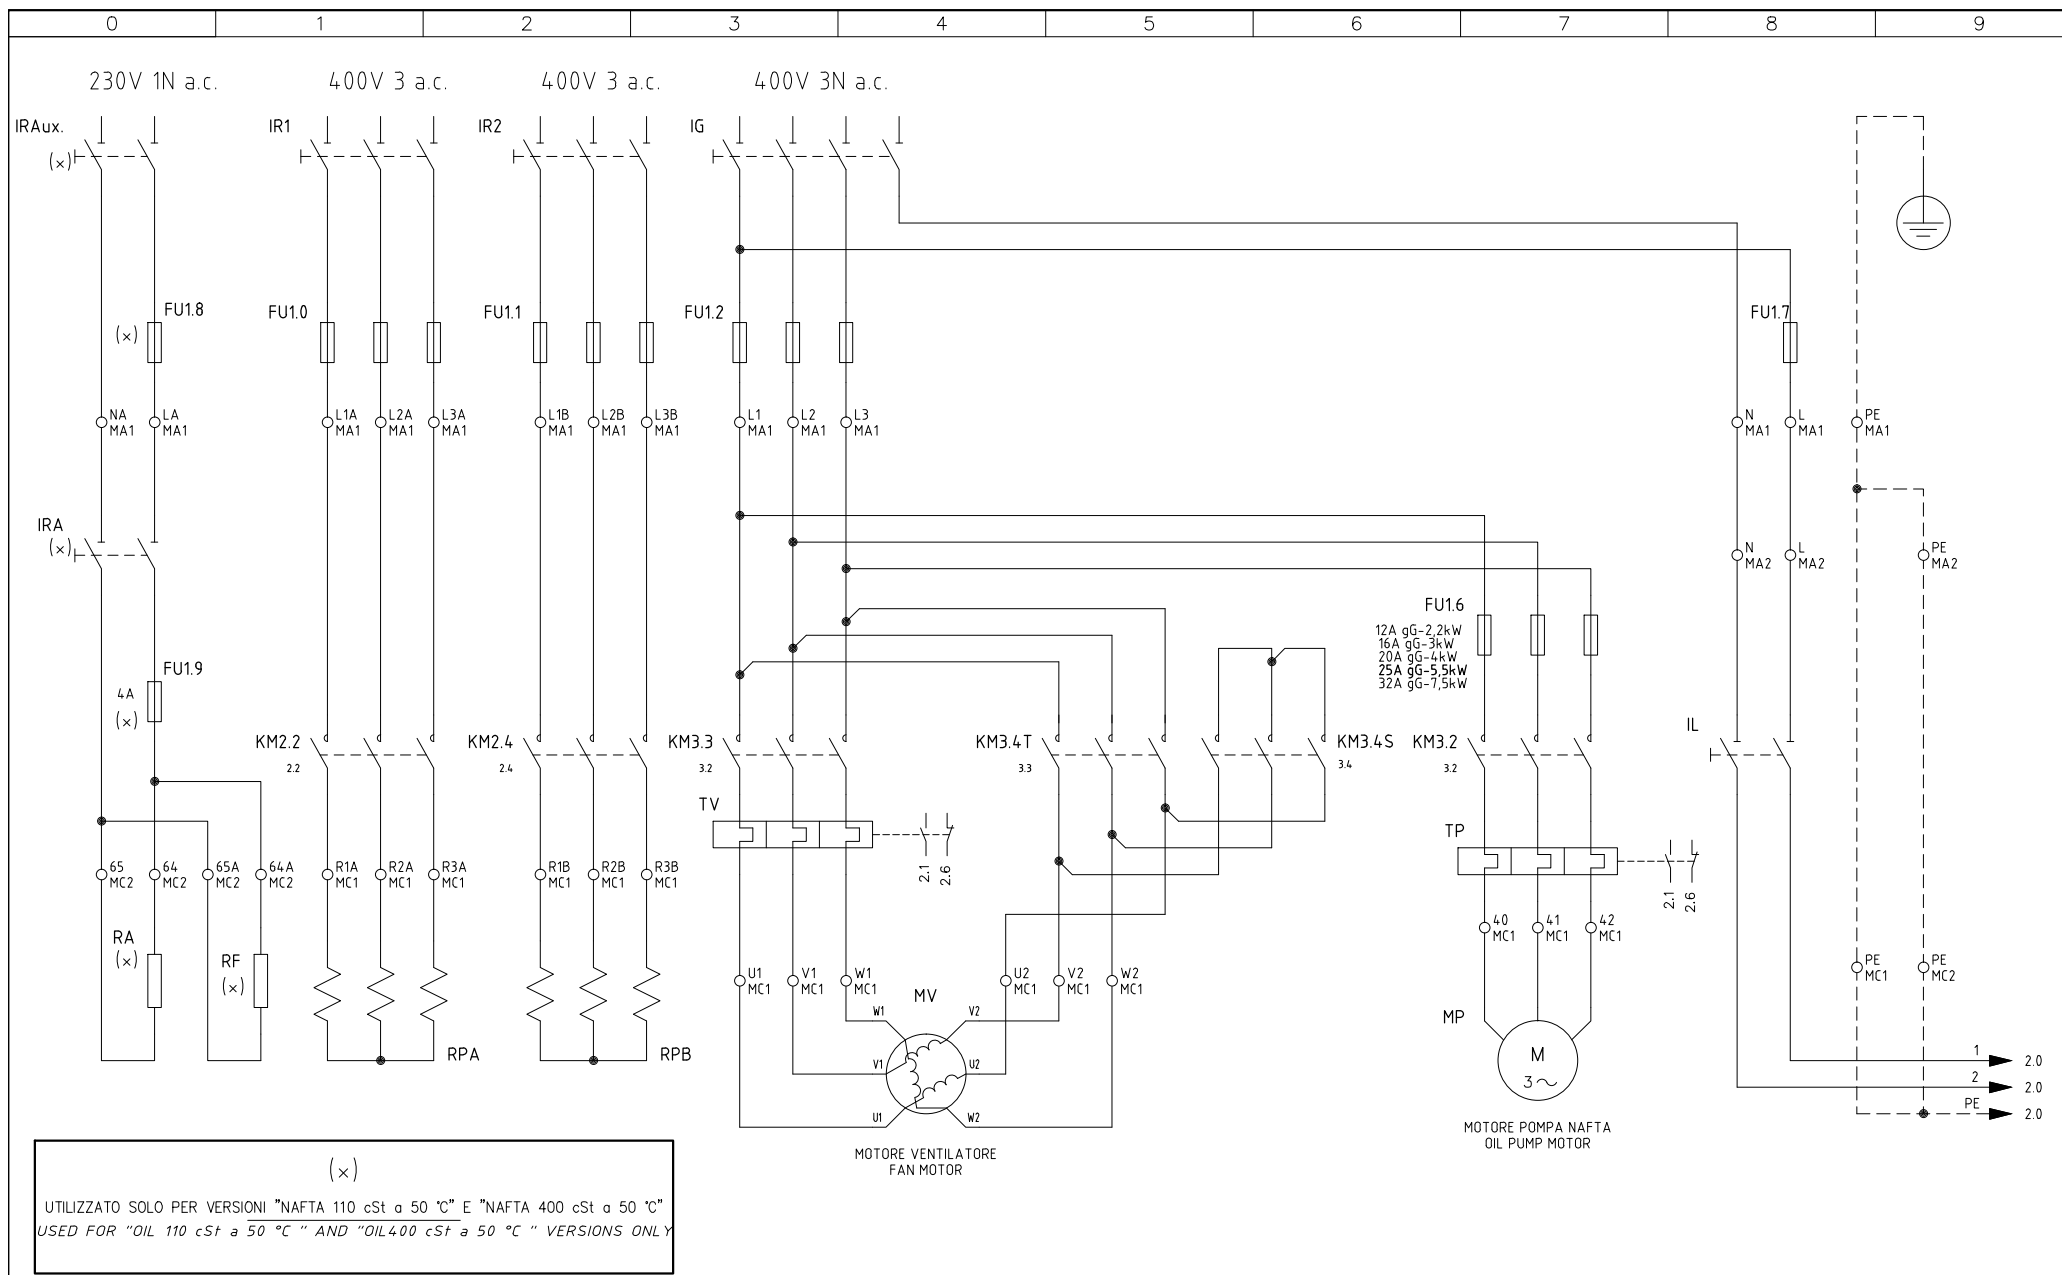 0 1 2 3 4 5 6 7 8 9
230V 1N a.c. 400V 3 a.c. 400V 3 a.c. 400V 3N a.c.
IRAux. IR1 IR2 IG
(x)
FU1.8 FU1.0 FU1.1 FU1.2 FU1.7
(x)
NA LA L1A L2A L3A L1B L2B L3B L1 L2 L3 N L PE
MA1 MA1 MA1 MA1 MA1 MA1 MA1 MA1 MA1 MA1 MA1 MA1 MA1 MA1
IRA
(x)
N L PE
MA2 MA2 MA2
FU1.6
12A gG-2,2kW
16A gG-3kW
20A gG-4kW
25A gG-5,5kW
32A gG-7,5kW
FU1.9
4A
(x)
IL
KM2.2 KM2.4 KM3.3 KM3.4T KM3.4S KM3.2
2.2 2.4 3.2 3.3 3.4 3.2
TV
TP
65 64 65A 64A R1A R2A R3A R1B R2B R3B
MC2 MC2 MC2 MC2 MC1 MC1 MC1 MC1 MC1 MC1
2.1 2.6
2.1 2.6
40 41 42
MC1 MC1 MC1
RA
(x)
RF
(x)
PE PE
MC1 MC2
U1 V1 W1 U2 V2 W2
MC1 MC1 MC1 MC1 MC1 MC1
MV
W1 V2
MP
V1 U2
U1 W2
M
3~
RPA RPB
1 2.0
2 2.0
PE 2.0
MOTORE VENTILATORE
FAN MOTOR
MOTORE POMPA NAFTA
OIL PUMP MOTOR
(x)
UTILIZZATO SOLO PER VERSIONI "NAFTA 110 cSt a 50 °C" E "NAFTA 400 cSt a 50 °C"
USED FOR "OIL 110 cSt a 50 °C " AND "OIL400 cSt a 50 °C " VERSIONS ONLY